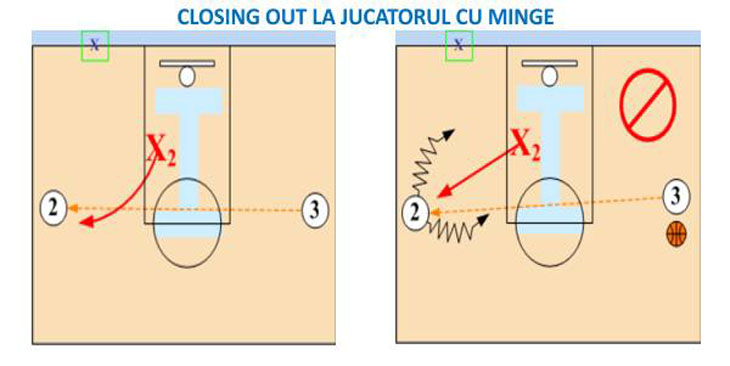 CLOSING OUT LA JUCATORUL CU MINGE
X
X2
2
3
X
X2
2
3